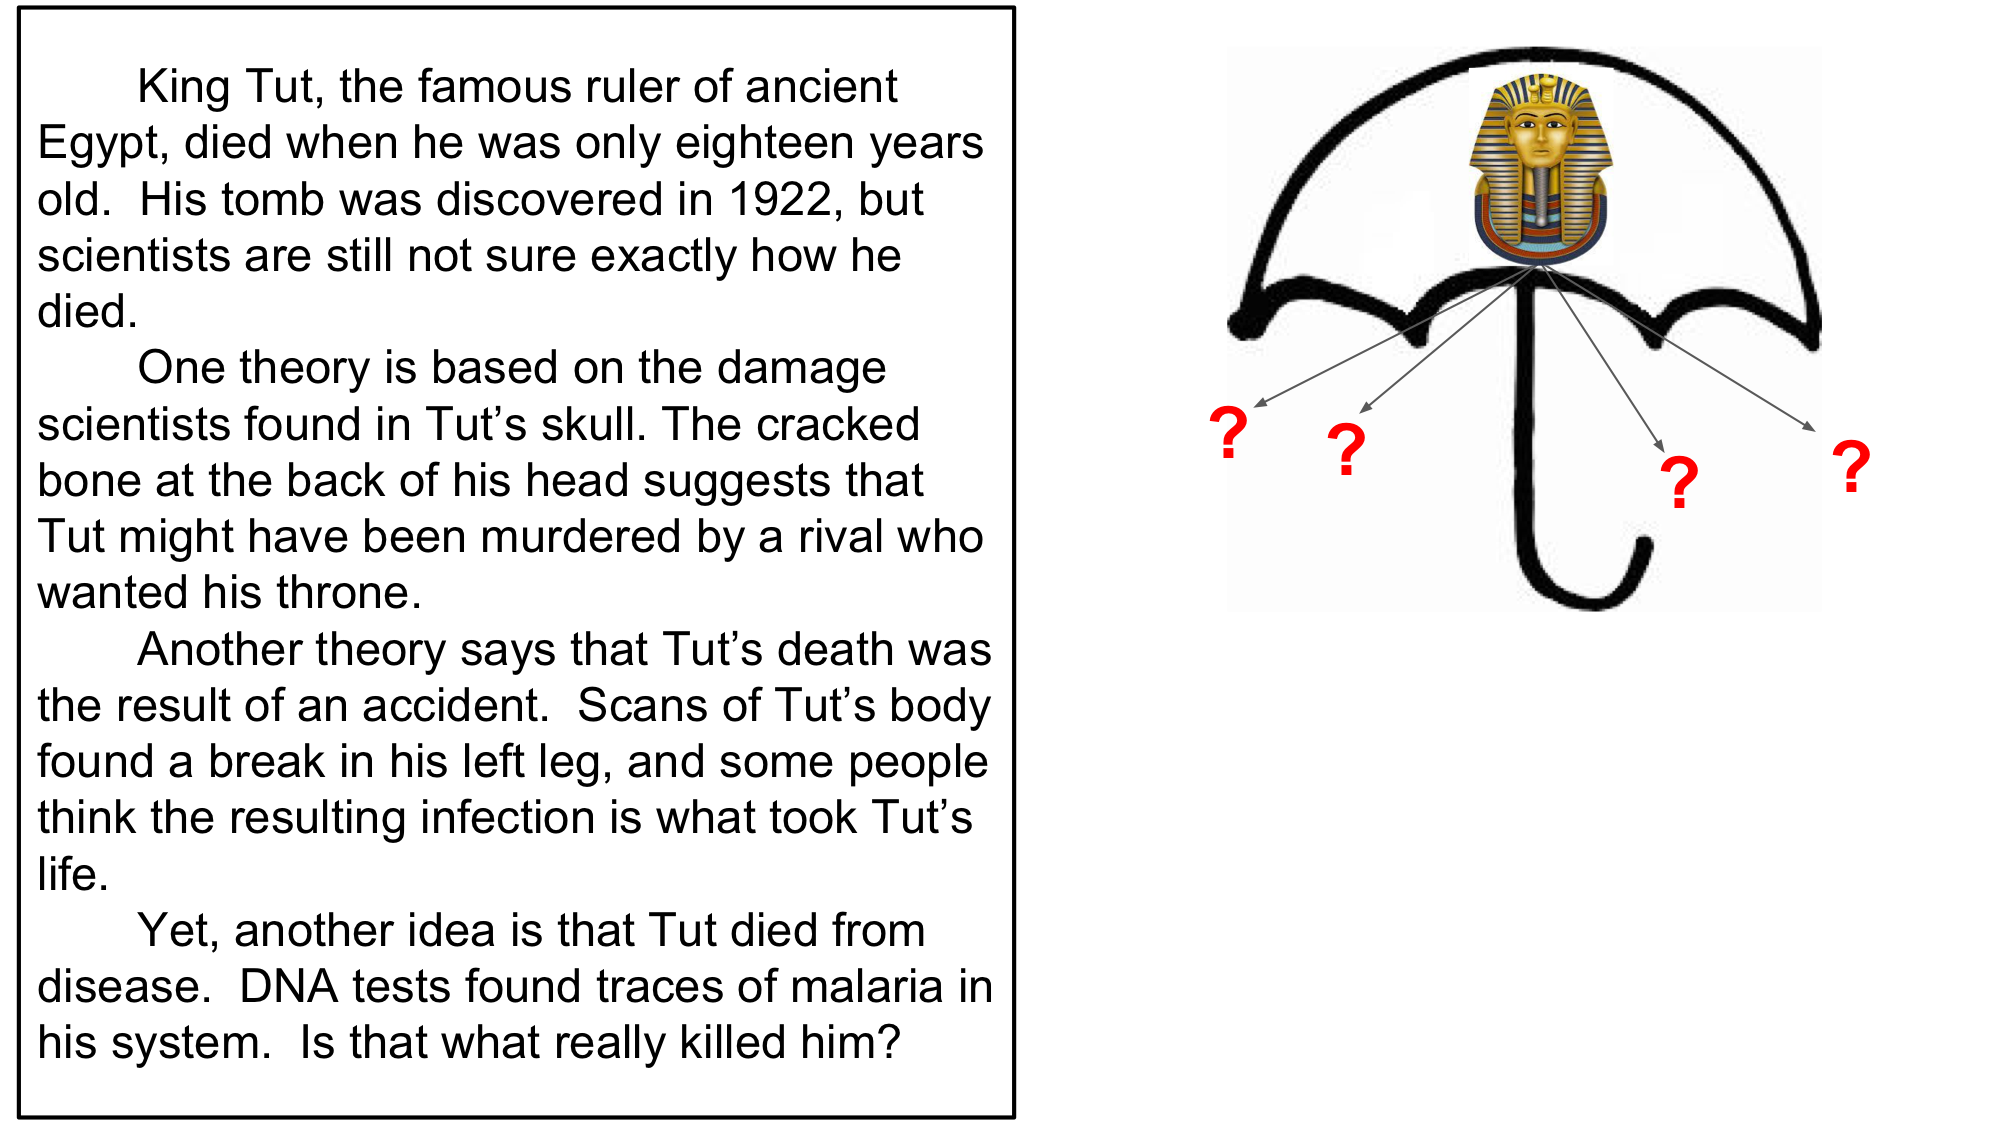 King Tut, the famous ruler of ancient
Egypt, died when he was only eighteen years
old.  His tomb was discovered in 1922, but
scientists are still not sure exactly how he
died.
One theory is based on the damage
scientists found in Tut’s skull. The cracked
bone at the back of his head suggests that
Tut might have been murdered by a rival who
wanted his throne.
Another theory says that Tut’s death was
the result of an accident.  Scans of Tut’s body
found a break in his left leg, and some people
think the resulting infection is what took Tut’s
life.
Yet, another idea is that Tut died from
disease.  DNA tests found traces of malaria in
his system.  Is that what really killed him?
?
?
?
?